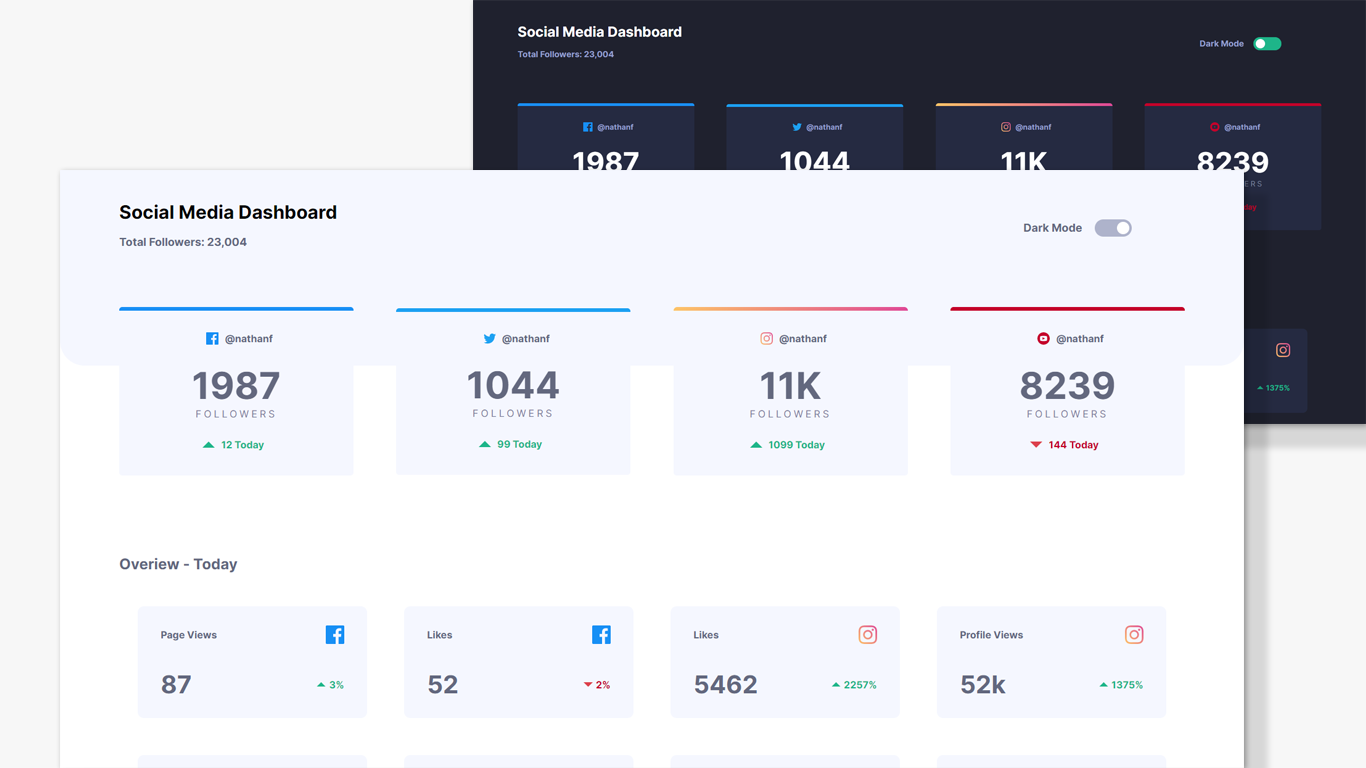 Social Media Dashboard
Total Followers: 23,004
Dark Mode
@nathanf
@nathanf
@nathanf
@nathanf
1987
1044
11K
8239
ERS
day
1375%
Social Media Dashboard
Total Followers: 23,004
Dark Mode
@nathanf
@nathanf
@nathanf
@nathanf
1987
1044
11K
8239
FOLLOWERS
FOLLOWERS
FOLLOWERS
FOLLOWERS
12 Today
99 Today
1099 Today
144 Today
Overiew - Today
Page Views
Likes
Likes
Profile Views
87
3%
52
2%
5462
2257%
52k
1375%